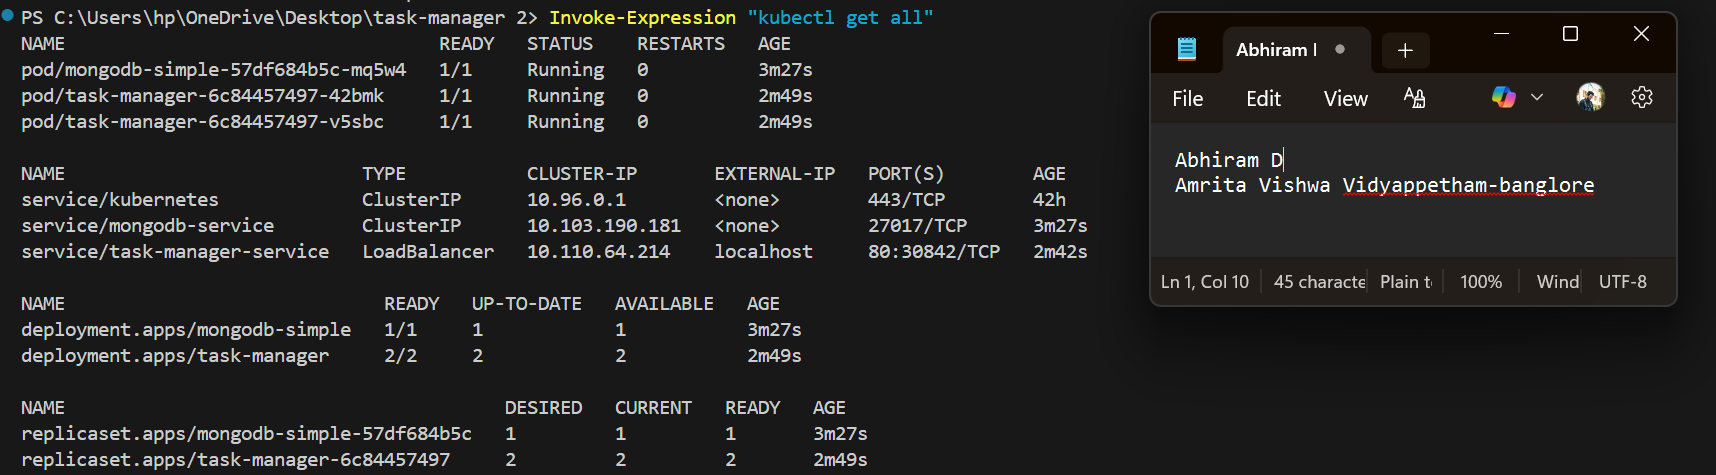 PS C:\Users\hp\OneDrive\Desktop\task-manager 2> Invoke-Expression "kubectl get all"
NAME READY STATUS RESTARTS AGE
pod/mongodb-simple-57df684b5c-mq5w4 1/1 Running 0 3m27s
pod/task-manager-6c84457497-42bmk 1/1 Running 0 2m49s
pod/task-manager-6c84457497-v5sbc 1/1 Running 0 2m49s
NAME TYPE CLUSTER-IP EXTERNAL-IP PORT(S) AGE
service/kubernetes ClusterIP 10.96.0.1 <none> 443/TCP 42h
service/mongodb-service ClusterIP 10.103.190.181 <none> 27017/TCP 3m27s
service/task-manager-service LoadBalancer 10.110.64.214 localhost 80:30842/TCP 2m42s
NAME READY UP-TO-DATE AVAILABLE AGE
deployment.apps/mongodb-simple 1/1 1 1 3m27s
deployment.apps/task-manager 2/2 2 2 2m49s
NAME DESIRED CURRENT READY AGE
replicaset.apps/mongodb-simple-57df684b5c 1 1 1 3m27s
replicaset.apps/task-manager-6c84457497 2 2 2 2m49s
Abhiram
File Edit View
Abhiram D
Amrita Vishwa Vidyappetham-banglore
Ln 1, Col 10 45 characte Plain t 100% Wind UTF-8